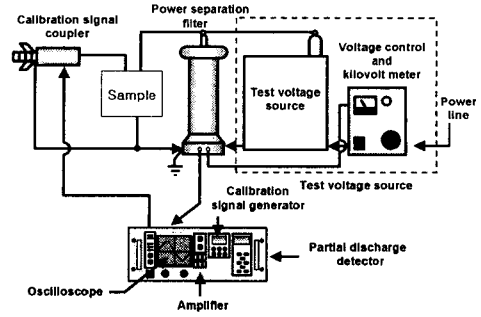 Calibration signal
coupler
Power separation
filter
Voltage control
and
kilovolt meter
Sample
Test voltage
source
Power
line
Test voltage source
Calibration
signal generator
Partial discharge
detector
Oscilloscope
Amplifier